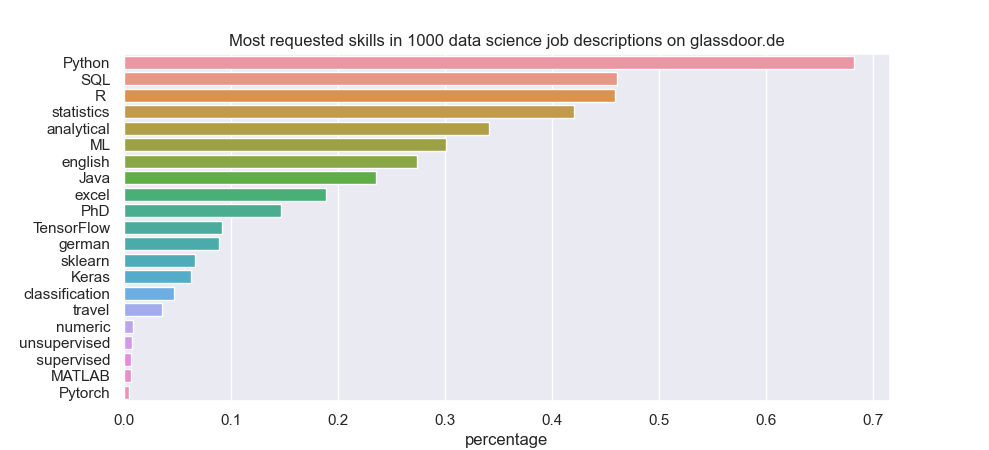 Most requested skills in 1000 data science job descriptions on glassdoor.de
Python
SQL
R
statistics
analytical
ML
english
Java
excel
PhD
TensorFlow
german
sklearn
Keras
classification
travel
numeric
unsupervised
supervised
MATLAB
Pytorch
0.0 0.1 0.2 0.3 0.4 0.5 0.6 0.7
percentage